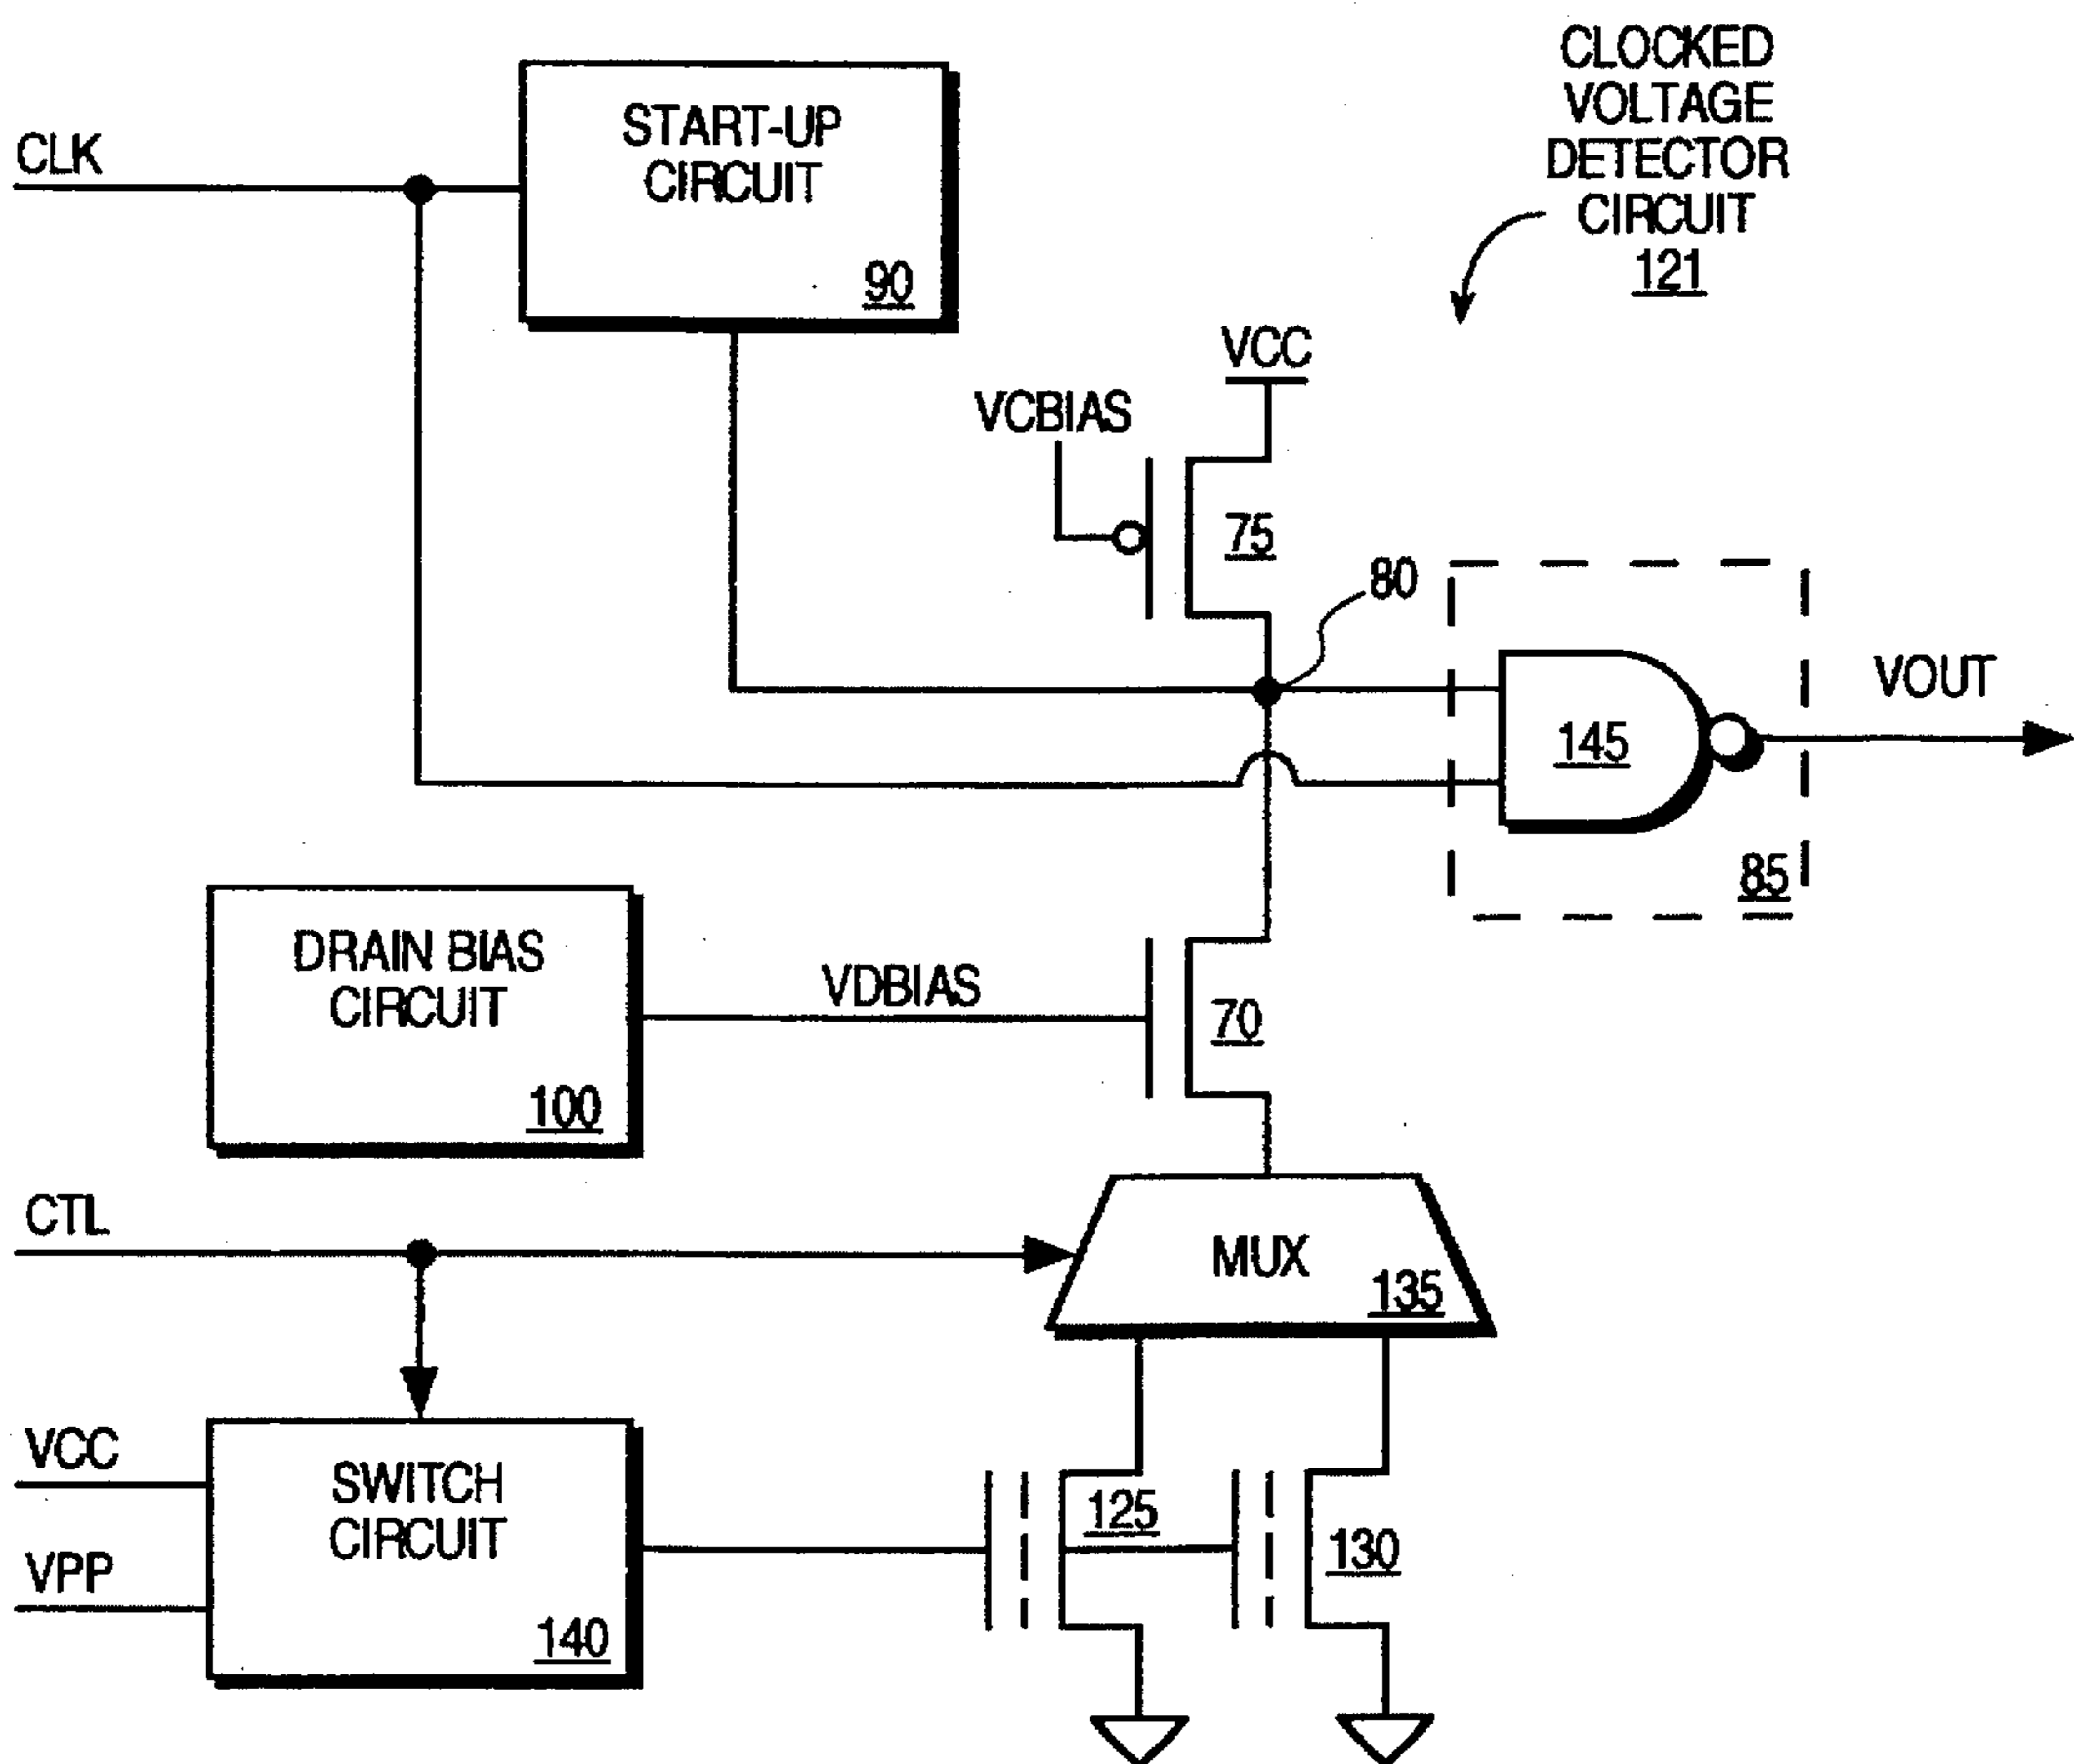 CLOCKED
VOLTAGE
DETECTOR
CIRCUIT
121
CLK
START-UP
CIRCUIT
90
VCC
VCBIAS
75
80
145
VOUT
85
DRAIN BIAS
CIRCUIT
100
VDBIAS
70
CTL
MUX
135
VCC
VPP
SWITCH
CIRCUIT
140
125
130